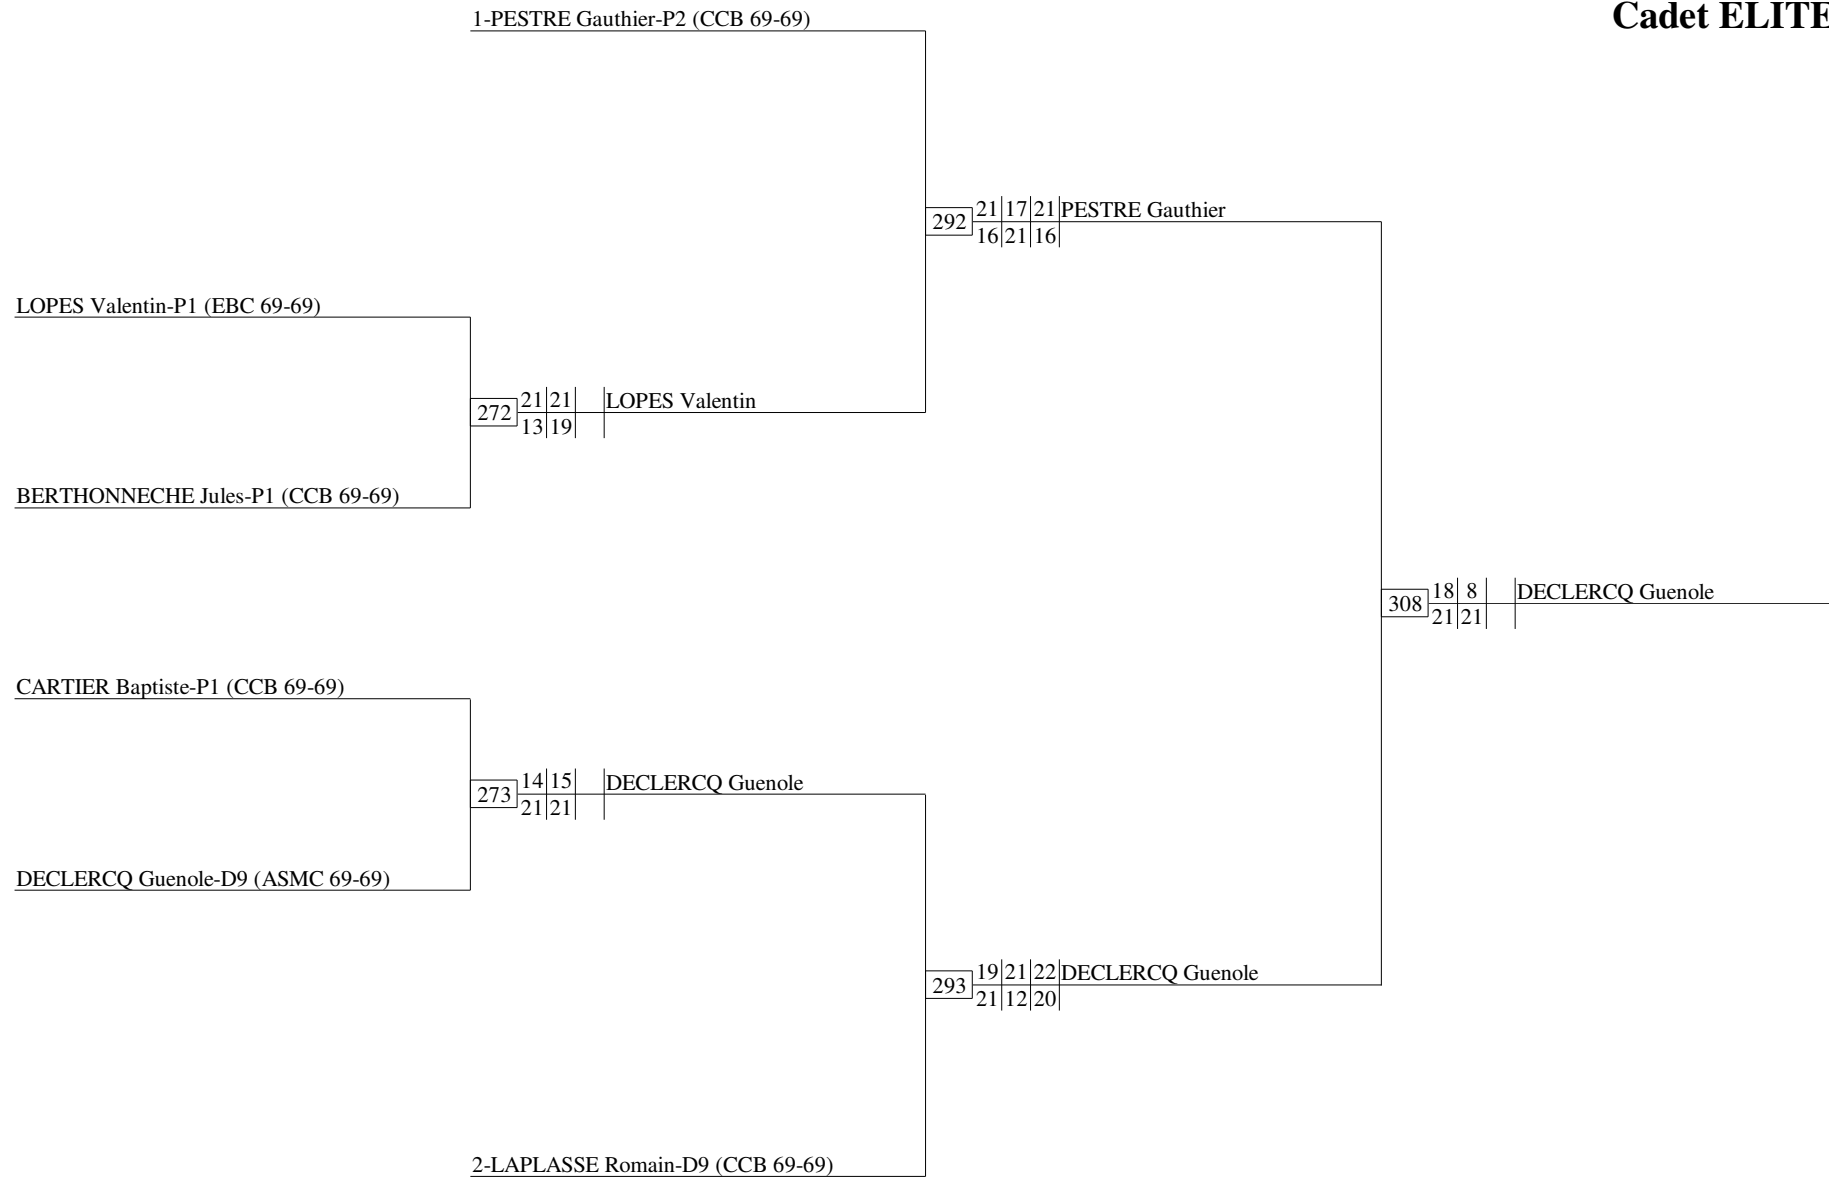 Cadet ELITE
1-PESTRE Gauthier-P2 (CCB 69-69)
292 21 17 21 PESTRE Gauthier
16 21 16
LOPES Valentin-P1 (EBC 69-69)
272 21 21 LOPES Valentin
13 19
BERTHONNECHE Jules-P1 (CCB 69-69)
308 18 8 DECLERCQ Guenole
21 21
CARTIER Baptiste-P1 (CCB 69-69)
273 14 15 DECLERCQ Guenole
21 21
DECLERCQ Guenole-D9 (ASMC 69-69)
293 19 21 22 DECLERCQ Guenole
21 12 20
2-LAPLASSE Romain-D9 (CCB 69-69)